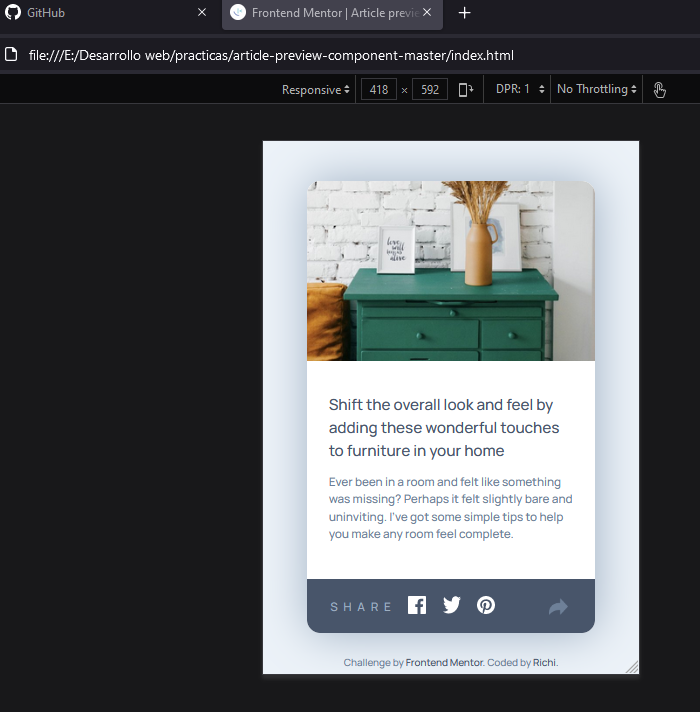 GitHub
Frontend Mentor | Article previe
file:///E:/Desarrollo web/practicas/article-preview-component-master/index.html
Responsive 418 × 592 DPR: 1 No Throttling
love
will
keep us
alive
Shift the overall look and feel by
adding these wonderful touches
to furniture in your home
Ever been in a room and felt like something
was missing? Perhaps it felt slightly bare and
uninviting. I've got some simple tips to help
you make any room feel complete.
SHARE
Challenge by Frontend Mentor. Coded by Richi.